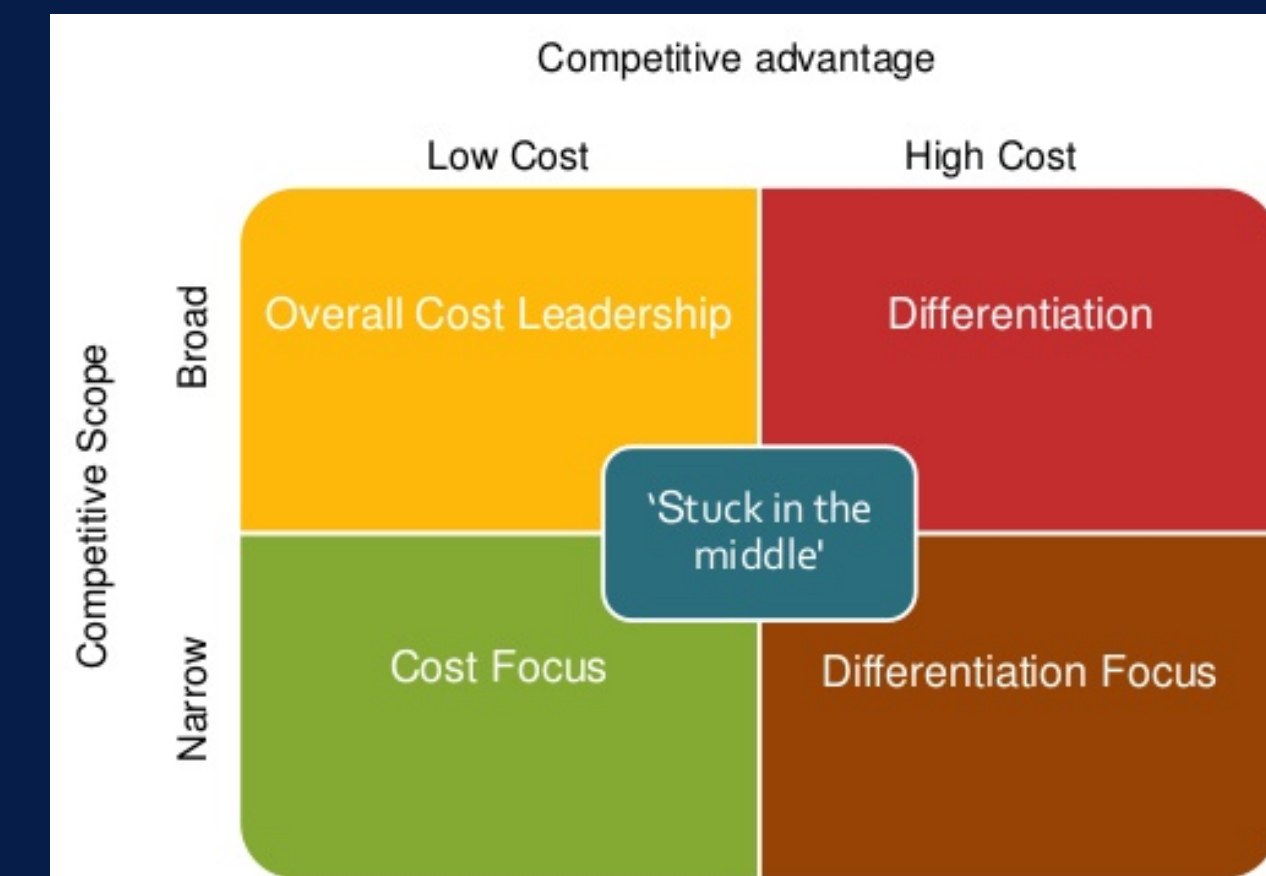 Competitive advantage
Low Cost
High Cost
Competitive Scope
Broad
Overall Cost Leadership
Differentiation
'Stuck in the
middle'
Narrow
Cost Focus
Differentiation Focus